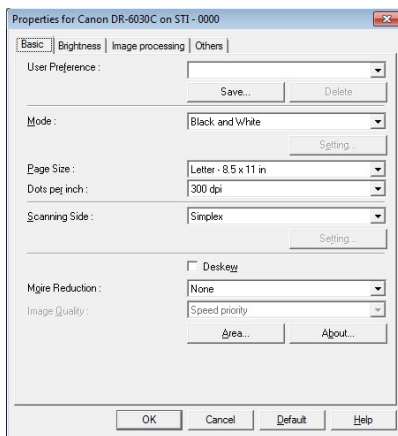 Properties for Canon DR-6030C on STI - 0000
Basic Brightness Image processing Others
User Preference :
Save... Delete
Mode : Black and White
Setting...
Page Size : Letter - 8.5 x 11 in
Dots per inch : 300 dpi
Scanning Side : Simplex
Setting...
Deskew
Moire Reduction : None
Image Quality : Speed priority
Area... About...
OK Cancel Default Help